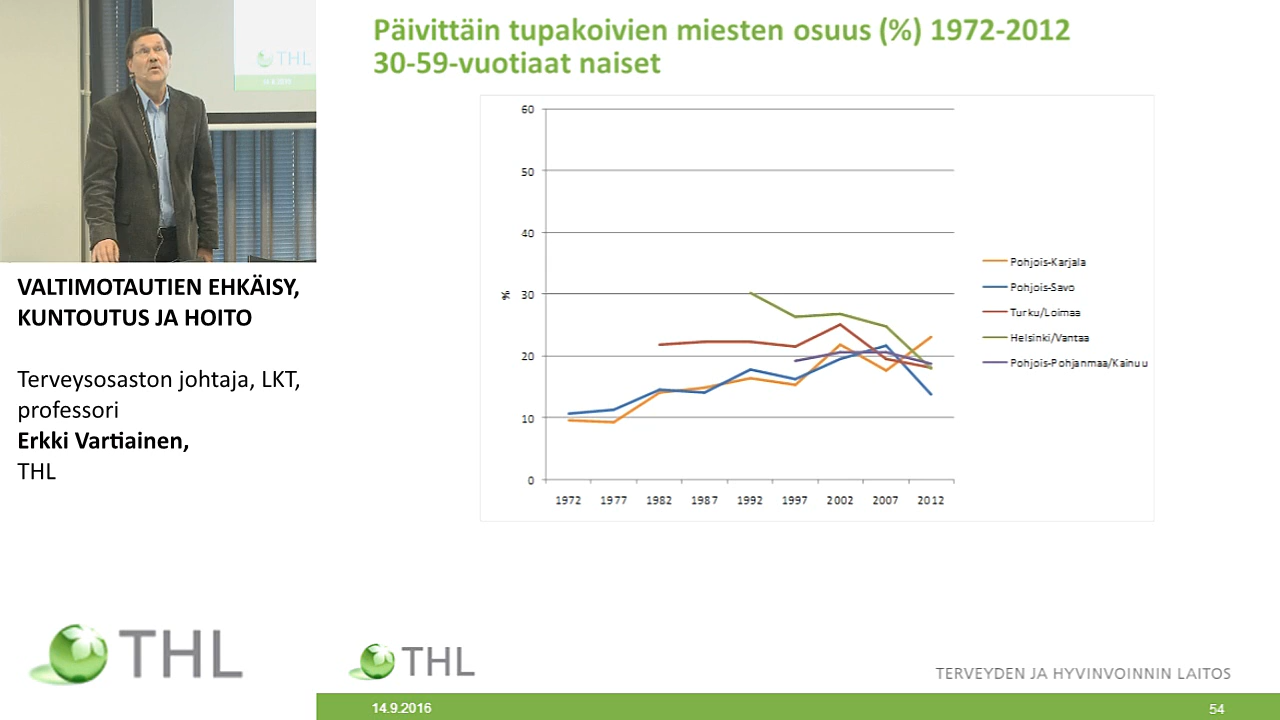 THL
VALTIMOTAUTIEN EHKÄISY,
KUNTOUTUS JA HOITO
Terveysosaston johtaja, LKT,
professori
Erkki Vartiainen,
THL
THL
Päivittäin tupakoivien miesten osuus (%) 1972-2012
30-59-vuotiaat naiset
60
50
40
30
20
10
0
%
1972 1977 1982 1987 1992 1997 2002 2007 2012
Pohjois-Karjala
Pohjois-Savo
Turku/Loimaa
Helsinki/Vantaa
Pohjois-Pohjanmaa/Kainuu
THL
TERVEYDEN JA HYVINVOINNIN LAITOS
14.9.2016
54